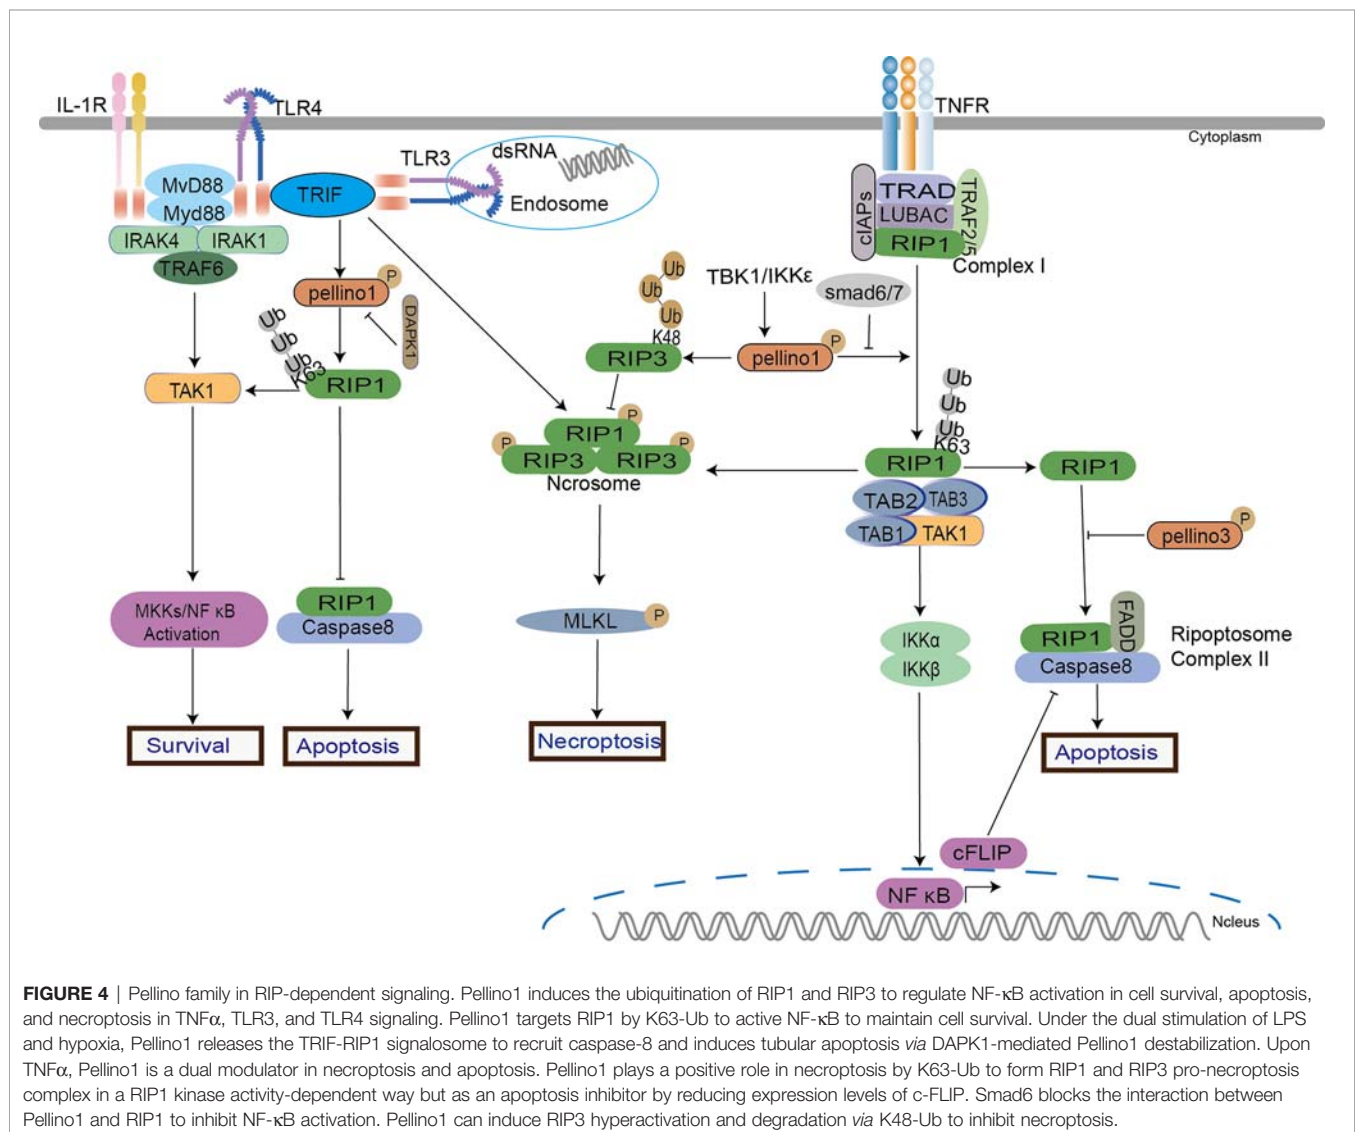 IL-1R
TLR4
TNFR
Cytoplasm
TLR3
dsRNA
Endosome
MvD88
Myd88
TRIF
IRAK4
IRAK1
TRAF6
cIAPs
TRAD
LUBAC
RIP1
TRAF2/5
Complex I
pellino1
P
DAPK1
Ub
Ub
Ub
K63
RIP1
TAK1
Ub
Ub
Ub
K48
RIP3
TBK1/IKKε
smad6/7
pellino1
P
RIP1
P
RIP3
P
RIP3
P
Ncrosome
Ub
Ub
Ub
K63
RIP1
TAB2
TAB3
TAB1
TAK1
RIP1
pellino3
P
MKKs/NF κB
Activation
RIP1
Caspase8
MLKL
P
IKKα
IKKβ
RIP1
FADD
Caspase8
Ripoptosome
Complex II
Survival
Apoptosis
Necroptosis
Apoptosis
cFLIP
NF κB
Ncleus
FIGURE 4 | Pellino family in RIP-dependent signaling. Pellino1 induces the ubiquitination of RIP1 and RIP3 to regulate NF-κB activation in cell survival, apoptosis,
and necroptosis in TNFα, TLR3, and TLR4 signaling. Pellino1 targets RIP1 by K63-Ub to active NF-κB to maintain cell survival. Under the dual stimulation of LPS
and hypoxia, Pellino1 releases the TRIF-RIP1 signalosome to recruit caspase-8 and induces tubular apoptosis via DAPK1-mediated Pellino1 destabilization. Upon
TNFα, Pellino1 is a dual modulator in necroptosis and apoptosis. Pellino1 plays a positive role in necroptosis by K63-Ub to form RIP1 and RIP3 pro-necroptosis
complex in a RIP1 kinase activity-dependent way but as an apoptosis inhibitor by reducing expression levels of c-FLIP. Smad6 blocks the interaction between
Pellino1 and RIP1 to inhibit NF-κB activation. Pellino1 can induce RIP3 hyperactivation and degradation via K48-Ub to inhibit necroptosis.